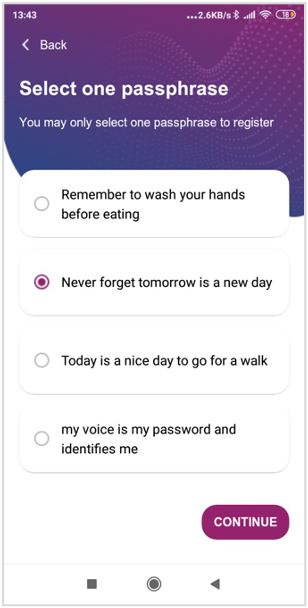 13:43 ...2.6KB/s 18
Back
Select one passphrase
You may only select one passphrase to register
Remember to wash your hands
before eating
Never forget tomorrow is a new day
Today is a nice day to go for a walk
my voice is my password and
identifies me
CONTINUE